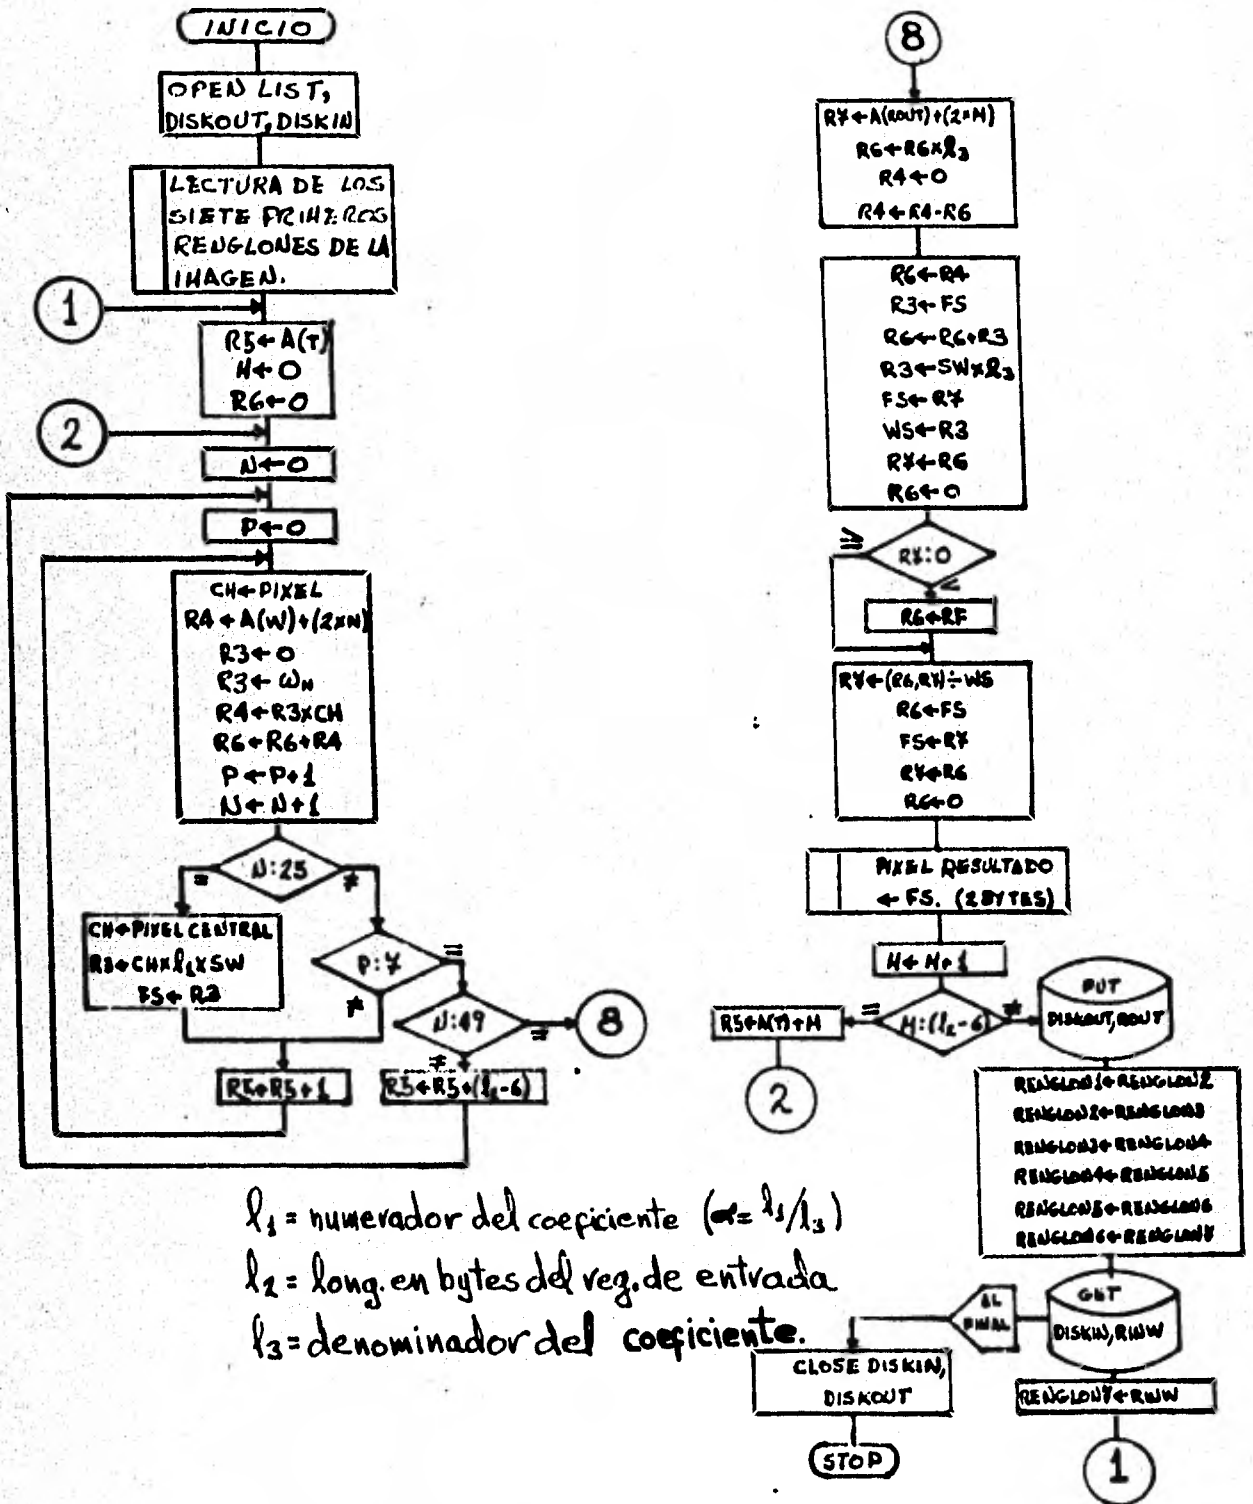 INICIO
OPEN LIST,
DISKOUT, DISKIN
LECTURA DE LOS
SIETE PRIMEROS
RENGLONES DE LA
IMAGEN.
1
R5←A(T)
M←0
R6←0
2
N←0
P←0
CH←PIXEL
R4←A(W)+(2×N)
R3←0
R3←ωN
R4←R3×CH
R6←R6+R4
P←P+1
N←N+1
N:25
=
≠
CH←PIXEL CENTRAL
R3←CH×l1×SW
FS←R3
P:7
=
≠
N:49
=
8
≠
R5←R5+1
R5←R5+(l2-6)
l1 = numerador del coeficiente (α= l1/l3)
l2 = long. en bytes del reg. de entrada
l3 = denominador del coeficiente.
8
R7←A(ROUT)+(2×M)
R6←R6×l3
R4←0
R4←R4-R6
R6←R4
R3←FS
R6←R6+R3
R3←SW×l3
FS←R7
WS←R3
R7←R6
R6←0
R7:0
≥
<
R6←RF
R7←(R6,R7)÷WS
R6←FS
FS←R7
R7←R6
R6←0
PIXEL RESULTADO
← FS. (2 BYTES)
M←M+1
M:(l2-6)
=
≠
R5←A(T)+M
2
PUT
DISKOUT, ROUT
RENGLON1←RENGLON2
RENGLON2←RENGLON3
RENGLON3←RENGLON4
RENGLON4←RENGLON5
RENGLON5←RENGLON6
RENGLON6←RENGLON7
GET
DISKIN, RINW
AL
FINAL
CLOSE DISKIN,
DISKOUT
STOP
RENGLON7←RINW
1